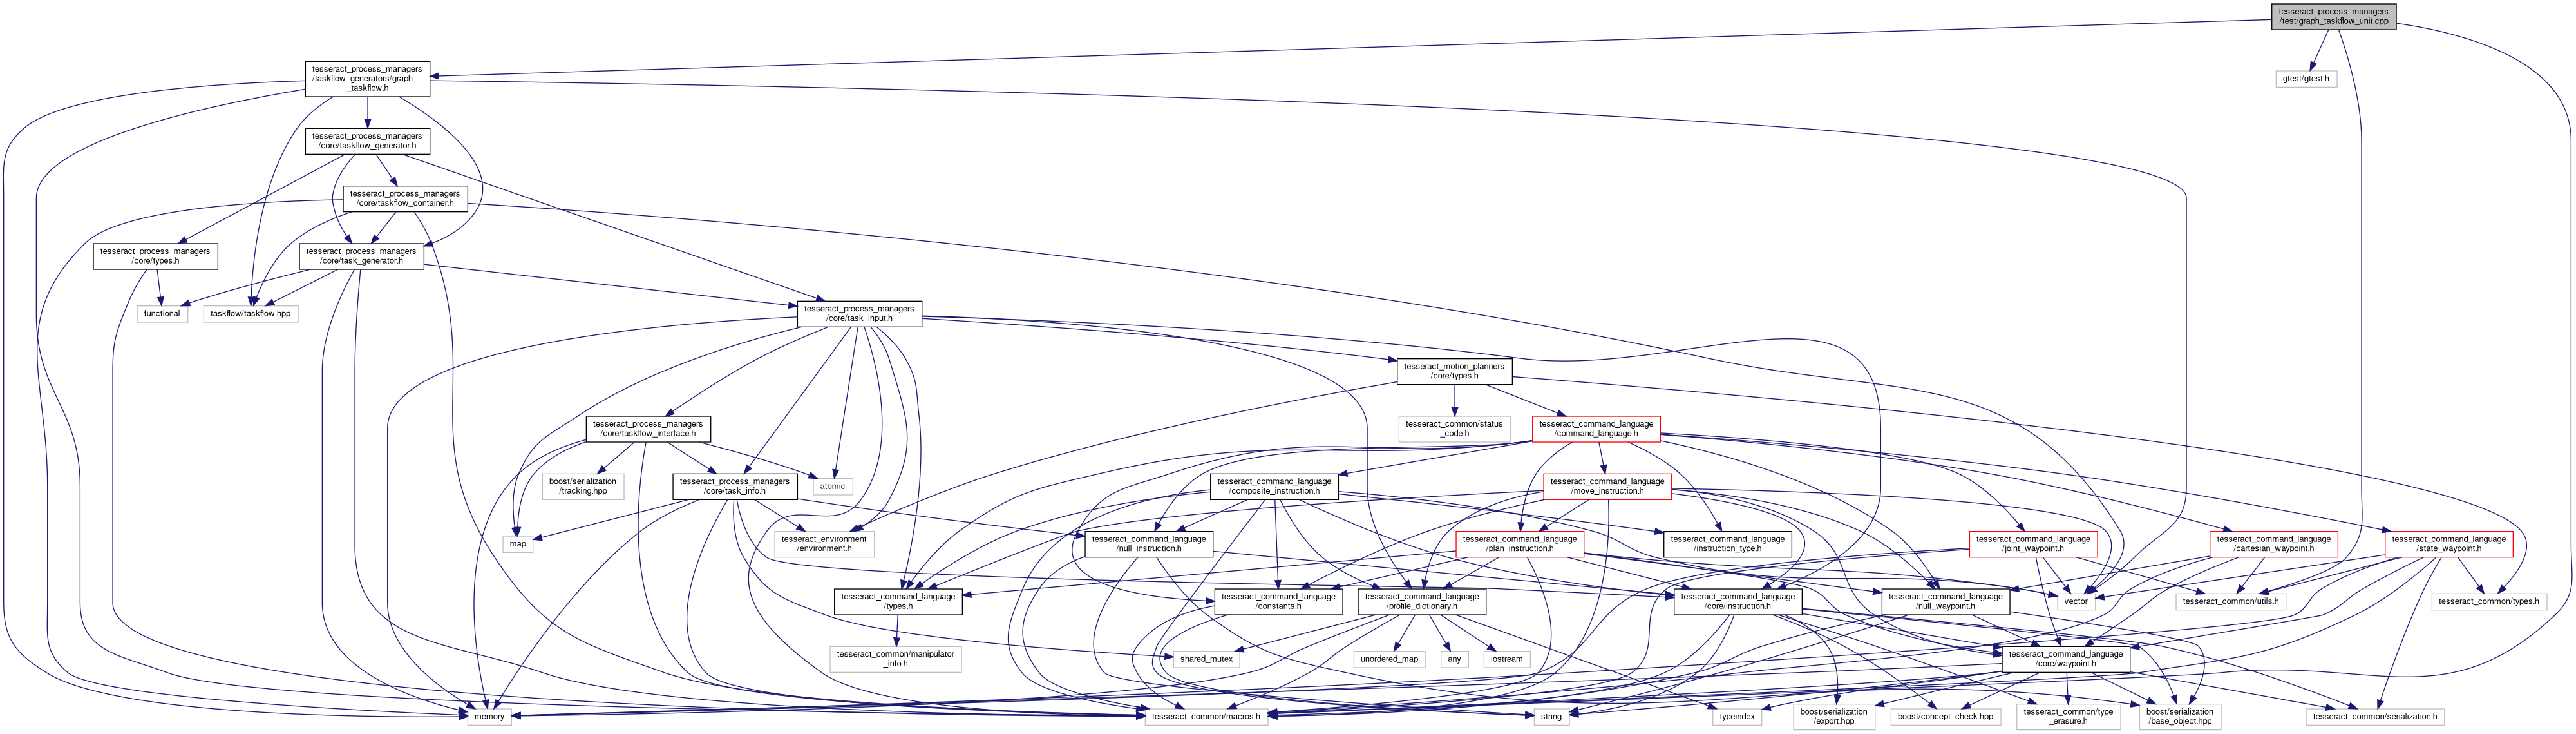 tesseract_process_managers
/test/graph_taskflow_unit.cpp
tesseract_process_managers
/taskflow_generators/graph
_taskflow.h
gtest/gtest.h
tesseract_process_managers
/core/taskflow_generator.h
tesseract_process_managers
/core/taskflow_container.h
tesseract_process_managers
/core/types.h
tesseract_process_managers
/core/task_generator.h
functional
taskflow/taskflow.hpp
tesseract_process_managers
/core/task_input.h
tesseract_motion_planners
/core/types.h
tesseract_process_managers
/core/taskflow_interface.h
tesseract_common/status
_code.h
tesseract_command_language
/command_language.h
boost/serialization
/tracking.hpp
tesseract_process_managers
/core/task_info.h
atomic
tesseract_command_language
/composite_instruction.h
tesseract_command_language
/move_instruction.h
map
tesseract_environment
/environment.h
tesseract_command_language
/null_instruction.h
tesseract_command_language
/plan_instruction.h
tesseract_command_language
/instruction_type.h
tesseract_command_language
/joint_waypoint.h
tesseract_command_language
/cartesian_waypoint.h
tesseract_command_language
/state_waypoint.h
tesseract_command_language
/types.h
tesseract_command_language
/constants.h
tesseract_command_language
/profile_dictionary.h
tesseract_command_language
/core/instruction.h
tesseract_command_language
/null_waypoint.h
vector
tesseract_common/utils.h
tesseract_common/types.h
tesseract_common/manipulator
_info.h
shared_mutex
unordered_map
any
iostream
tesseract_command_language
/core/waypoint.h
memory
tesseract_common/macros.h
string
typeindex
boost/serialization
/export.hpp
boost/concept_check.hpp
tesseract_common/type
_erasure.h
boost/serialization
/base_object.hpp
tesseract_common/serialization.h